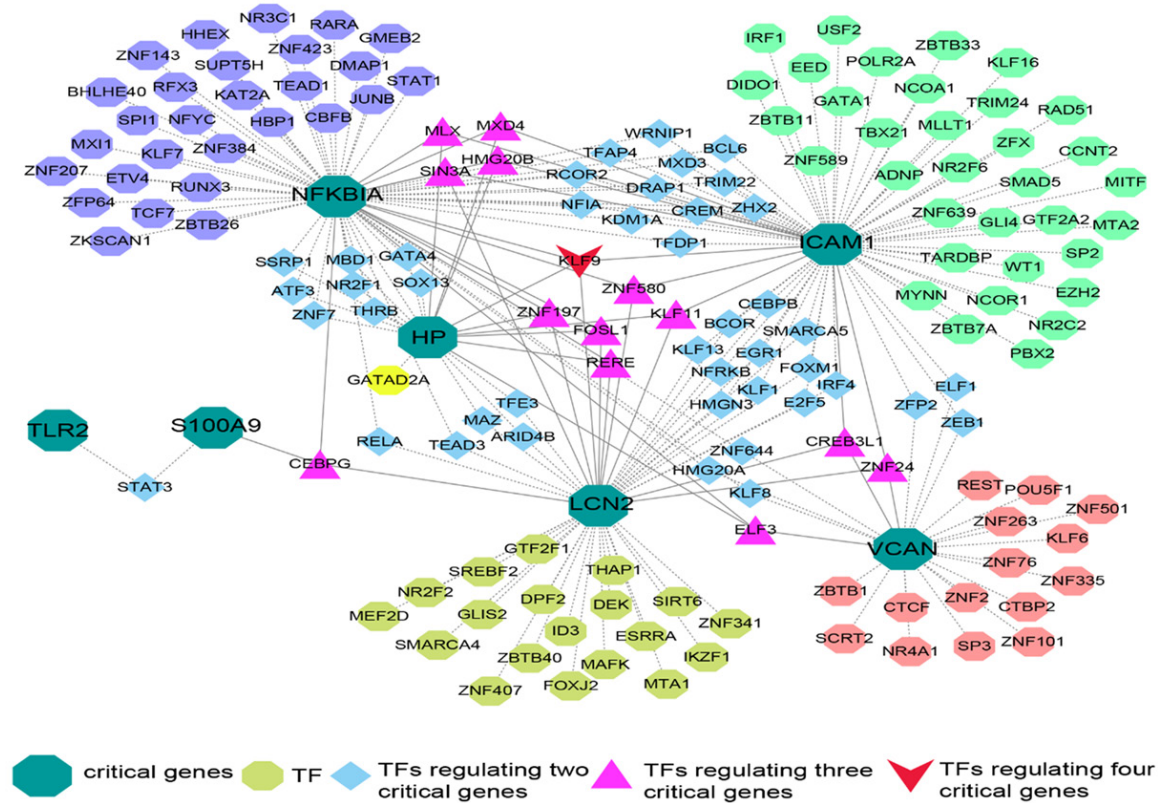 NR3C1
RARA
HHEX
ZNF423
GMEB2
ZNF143
SUPT5H
DMAP1
RFX3
KAT2A
TEAD1
STAT1
BHLHE40
JUNB
SPI1
NFYC
HBP1
CBFB
MXI1
KLF7
ZNF384
ZNF207
ETV4
RUNX3
ZFP64
TCF7
ZBTB26
ZKSCAN1
NFKBIA
MLX
MXD4
SIN3A
HMG20B
WRNIP1
TFAP4
BCL6
MXD3
RCOR2
DRAP1
TRIM22
NFIA
CREM
ZHX2
KDM1A
TFDP1
IRF1
USF2
ZBTB33
EED
POLR2A
KLF16
DIDO1
NCOA1
GATA1
TRIM24
RAD51
ZBTB11
TBX21
MLLT1
ZFX
ZNF589
NR2F6
CCNT2
ADNP
SMAD5
MITF
ZNF639
GLI4
GTF2A2
MTA2
ICAM1
TARDBP
SP2
WT1
MYNN
NCOR1
EZH2
ZBTB7A
NR2C2
PBX2
SSRP1
MBD1
GATA4
NR2F1
SOX13
ATF3
ZNF7
THRB
KLF9
ZNF580
ZNF197
KLF11
FOSL1
RERE
HP
GATAD2A
CEBPB
BCOR
SMARCA5
KLF13
EGR1
NFRKB
FOXM1
KLF1
IRF4
HMGN3
E2F5
ELF1
ZFP2
ZEB1
TLR2
S100A9
STAT3
CEBPG
RELA
TFE3
MAZ
TEAD3
ARID4B
ZNF644
CREB3L1
HMG20A
ZNF24
KLF8
ELF3
LCN2
VCAN
REST
POU5F1
ZNF501
ZNF263
KLF6
ZNF76
ZNF335
ZBTB1
CTCF
ZNF2
CTBP2
SCRT2
NR4A1
SP3
ZNF101
GTF2F1
SREBF2
THAP1
NR2F2
DPF2
DEK
SIRT6
MEF2D
GLIS2
ZNF341
SMARCA4
ID3
ESRRA
ZBTB40
MAFK
IKZF1
ZNF407
FOXJ2
MTA1
critical genes
TF
TFs regulating two
critical genes
TFs regulating three
critical genes
TFs regulating four
critical genes